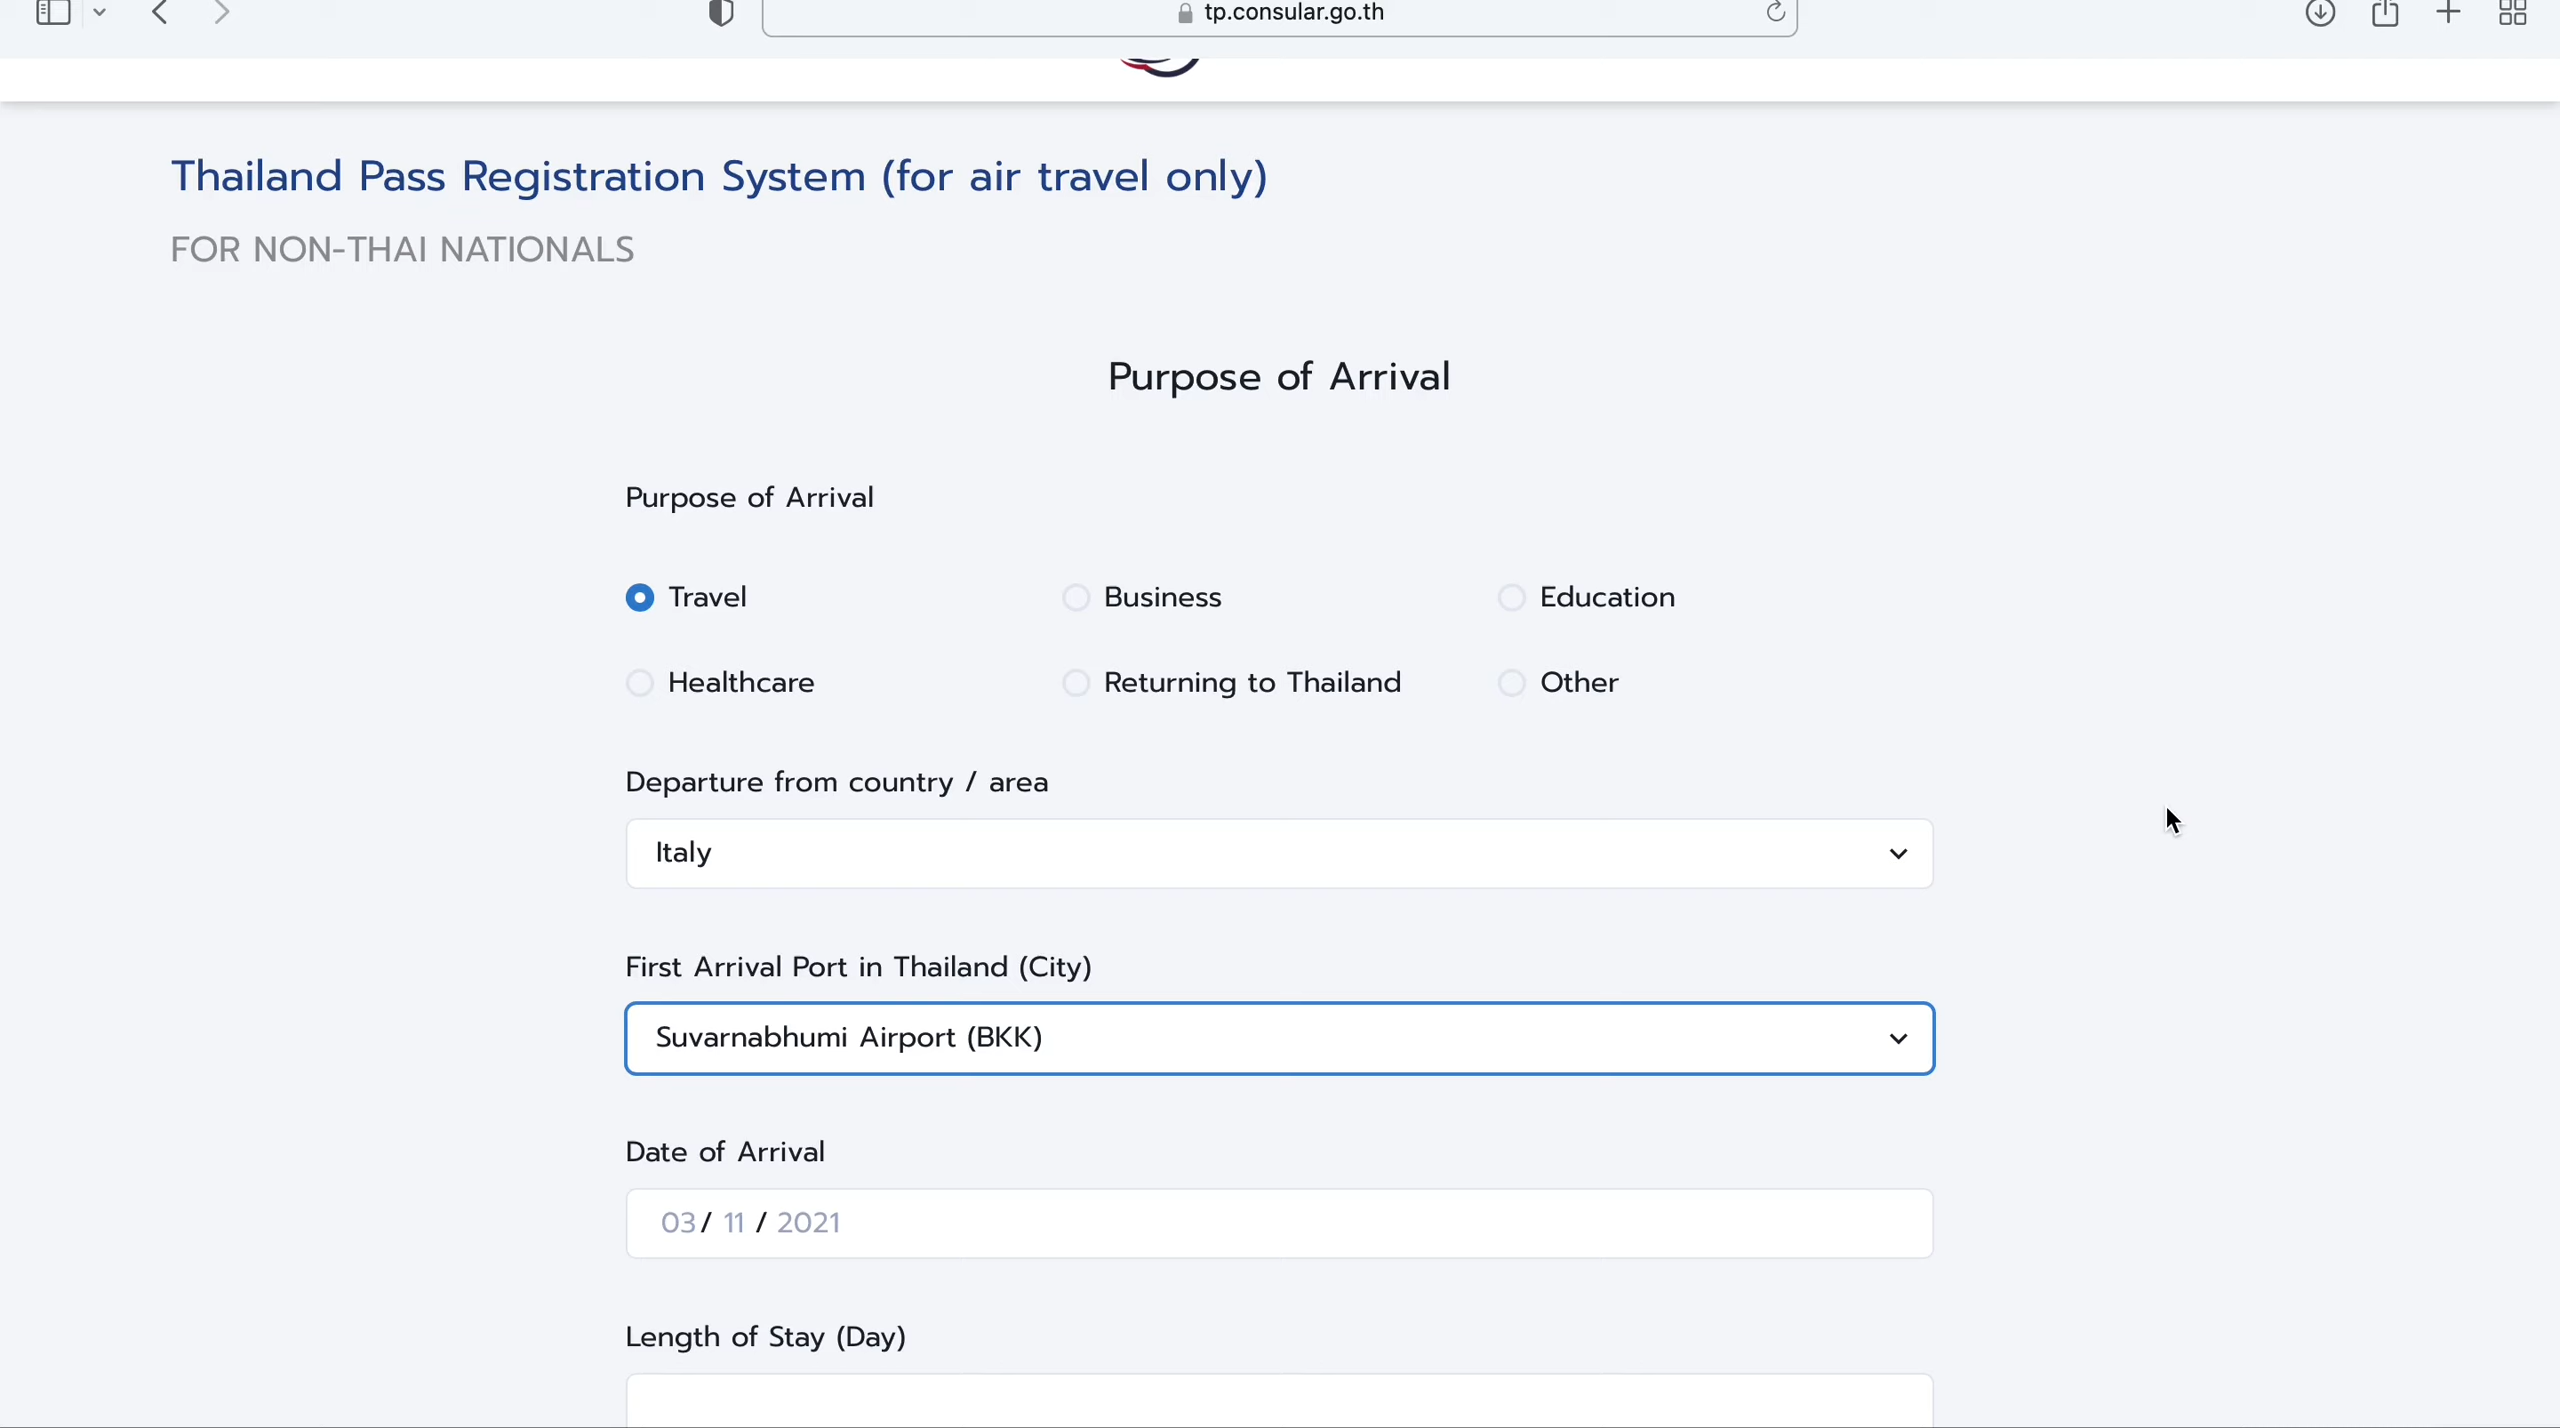 tp.consular.go.th
Thailand Pass Registration System (for air travel only)
FOR NON-THAI NATIONALS
Purpose of Arrival
Purpose of Arrival
Travel Business Education
Healthcare Returning to Thailand Other
Departure from country / area
Italy
First Arrival Port in Thailand (City)
Suvarnabhumi Airport (BKK)
Date of Arrival
03/ 11 / 2021
Length of Stay (Day)